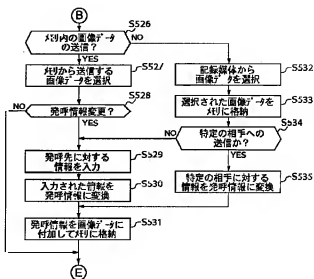 B
S526
メモリ内の画像データ
の送信?
NO
YES
S527
メモリから送信する
画像データを選択
S528
NO
発呼情報変更?
YES
S529
発呼先に対する
情報を入力
S530
入力された情報を
発呼情報に変換
S531
発呼情報を画像データに
付加してメモリに格納
S532
記録媒体から
画像データを選択
S533
選択された画像データを
メモリに格納
S534
NO
特定の相手への
送信か?
YES
S535
特定の相手に対する
情報を発呼情報に変換
E